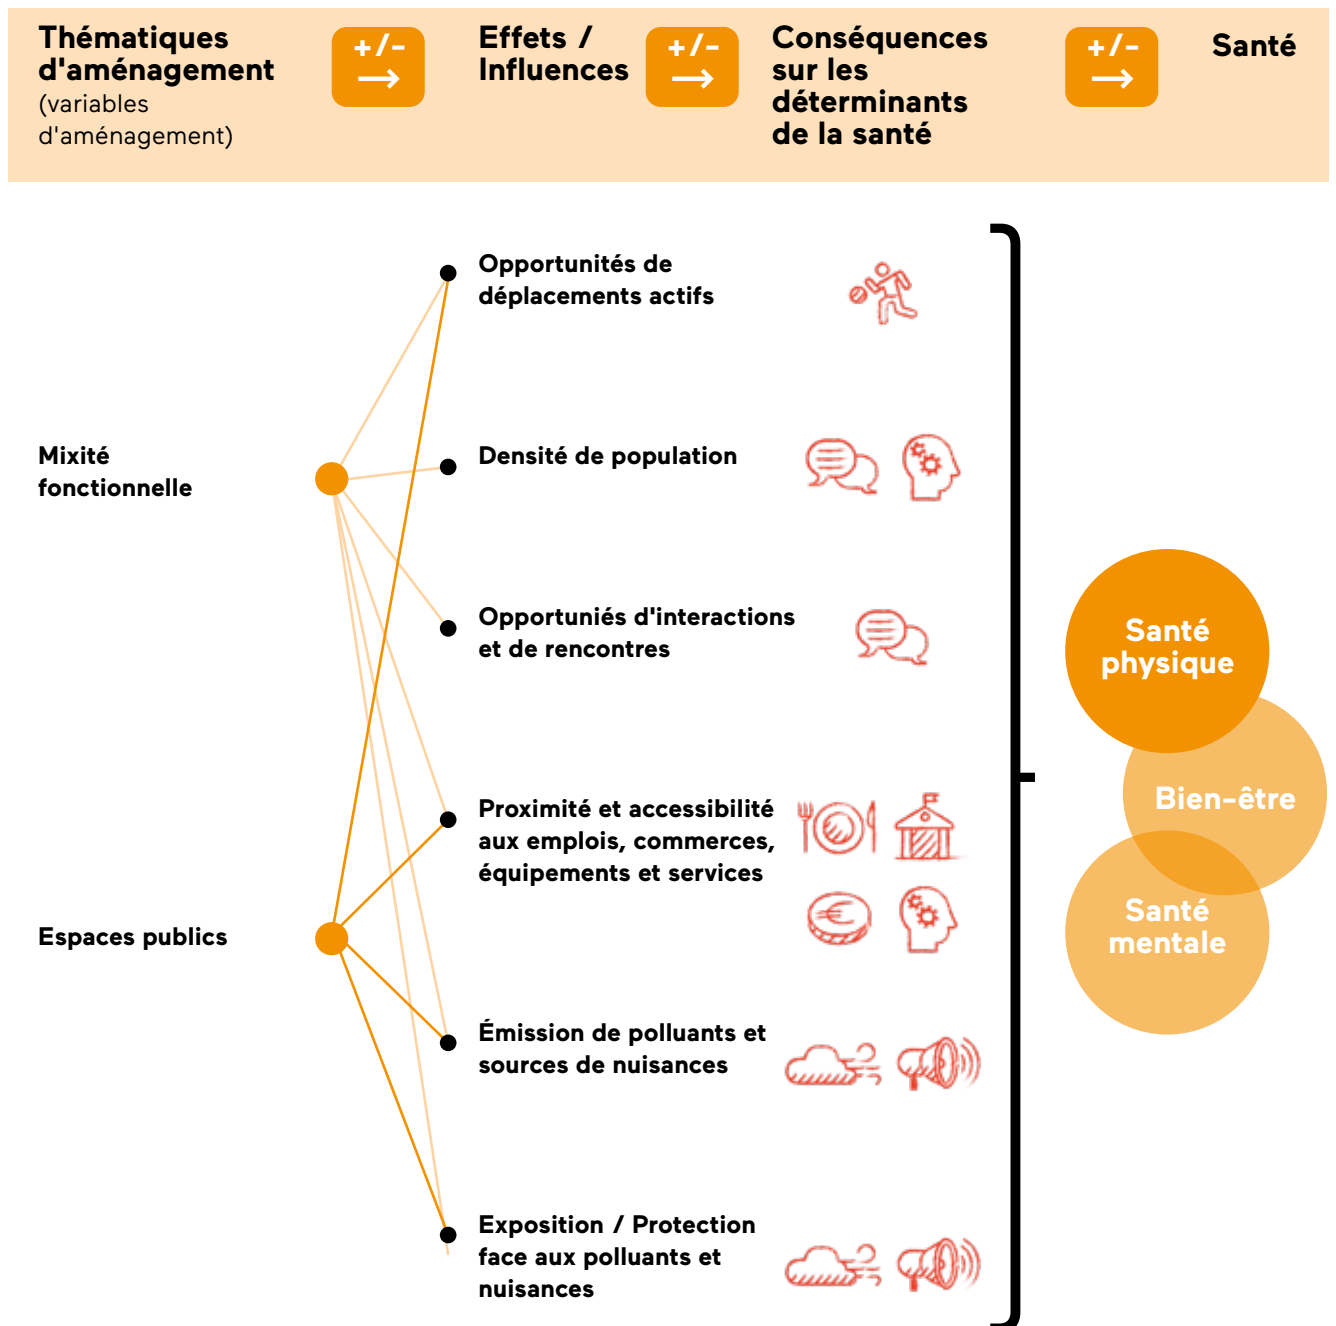 Thématiques
d'aménagement
(variables
d'aménagement)
+/-
Effets /
Influences
+/-
Conséquences
sur les
déterminants
de la santé
+/-
Santé
Mixité
fonctionnelle
Espaces publics
Opportunités de
déplacements actifs
Densité de population
Opportuniés d'interactions
et de rencontres
Proximité et accessibilité
aux emplois, commerces,
équipements et services
Émission de polluants et
sources de nuisances
Exposition / Protection
face aux polluants et
nuisances
Santé
physique
Bien-être
Santé
mentale